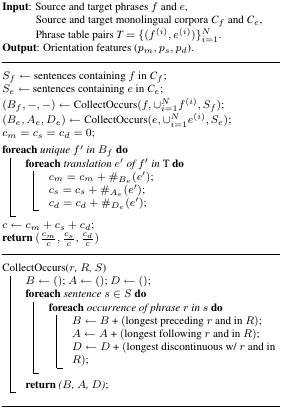 Input: Source and target phrases f and e,
Source and target monolingual corpora C_f and C_e,
Phrase table pairs T = {(f^(i), e^(i))}_{i=1}^N.
Output: Orientation features (p_m, p_s, p_d).
S_f ← sentences containing f in C_f;
S_e ← sentences containing e in C_e;
(B_f, −, −) ← CollectOccurs(f, ∪_{i=1}^N f^(i), S_f);
(B_e, A_e, D_e) ← CollectOccurs(e, ∪_{i=1}^N e^(i), S_e);
c_m = c_s = c_d = 0;
foreach unique f′ in B_f do
foreach translation e′ of f′ in T do
c_m = c_m + #_{B_e}(e′);
c_s = c_s + #_{A_e}(e′);
c_d = c_d + #_{D_e}(e′);
c ← c_m + c_s + c_d;
return (c_m/c, c_s/c, c_d/c)
CollectOccurs(r, R, S)
B ← (); A ← (); D ← ();
foreach sentence s ∈ S do
foreach occurrence of phrase r in s do
B ← B + (longest preceding r and in R);
A ← A + (longest following r and in R);
D ← D + (longest discontinuous w/ r and in
R);
return (B, A, D);